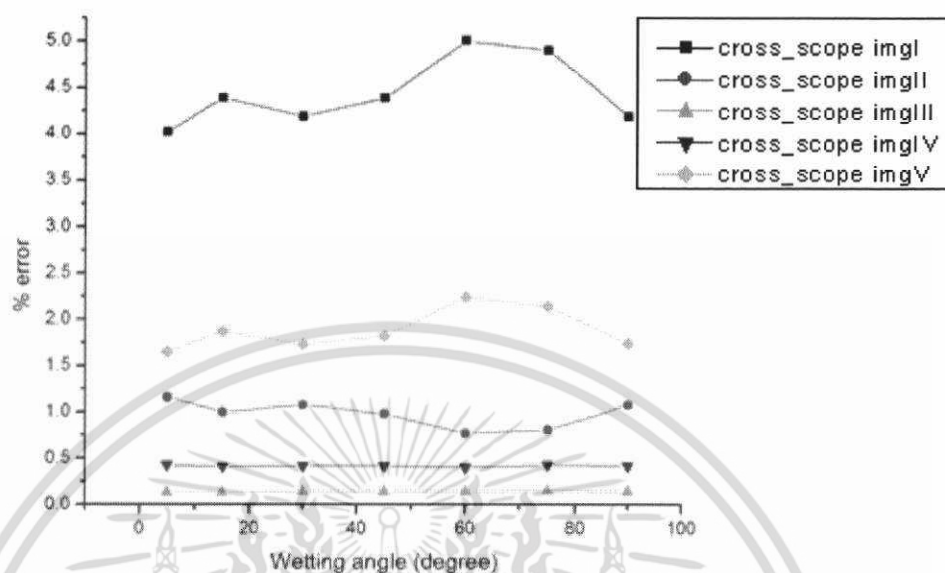 5.0
4.5
4.0
3.5
3.0
2.5
2.0
1.5
1.0
0.5
0.0
% error
0 20 40 60 80 100
Wetting angle (degree)
cross_scope imgI
cross_scope imgII
cross_scope imgIII
cross_scope imgIV
cross_scope imgV